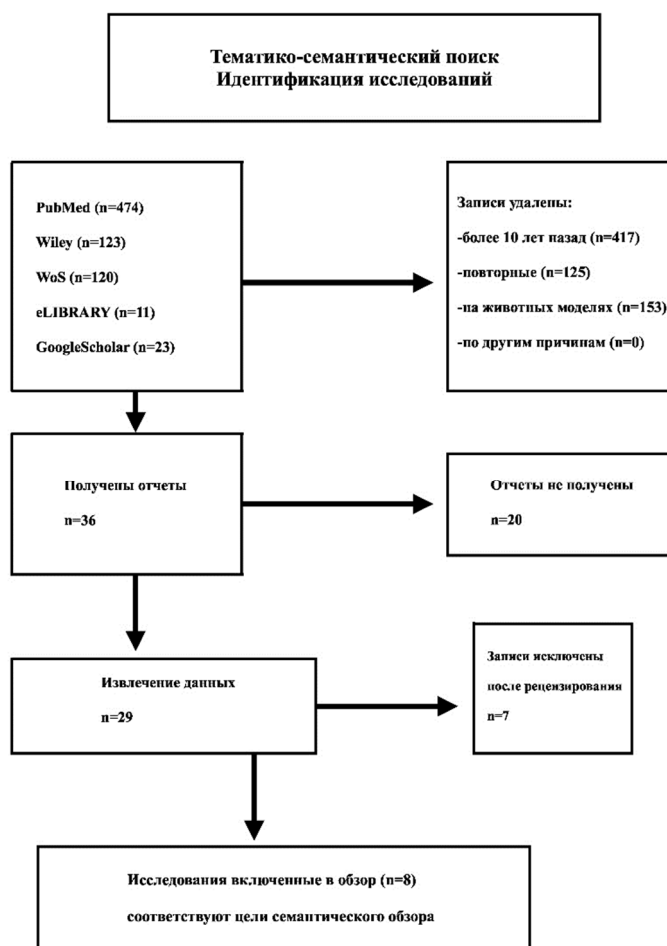 Тематико-семантический поиск
Идентификация исследований
PubMed (n=474)
Wiley (n=123)
WoS (n=120)
eLIBRARY (n=11)
GoogleScholar (n=23)
Записи удалены:
-более 10 лет назад (n=417)
-повторные (n=125)
-на животных моделях (n=153)
-по другим причинам (n=0)
Получены отчеты
n=36
Отчеты не получены
n=20
Извлечение данных
n=29
Записи исключены
после рецеизирования
n=7
Исследования включенные в обзор (n=8)
соответствуют цели семантического обзора